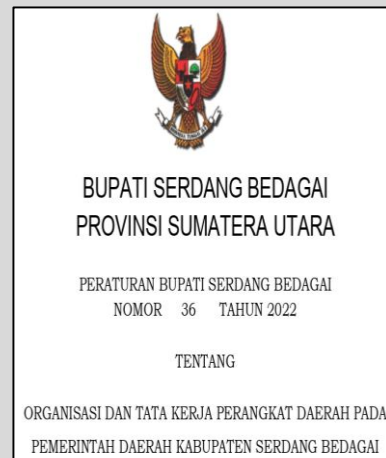 BUPATI SERDANG BEDAGAI
PROVINSI SUMATERA UTARA
PERATURAN BUPATI SERDANG BEDAGAI
NOMOR 36 TAHUN 2022
TENTANG
ORGANISASI DAN TATA KERJA PERANGKAT DAERAH PADA
PEMERINTAH DAERAH KABUPATEN SERDANG BEDAGAI